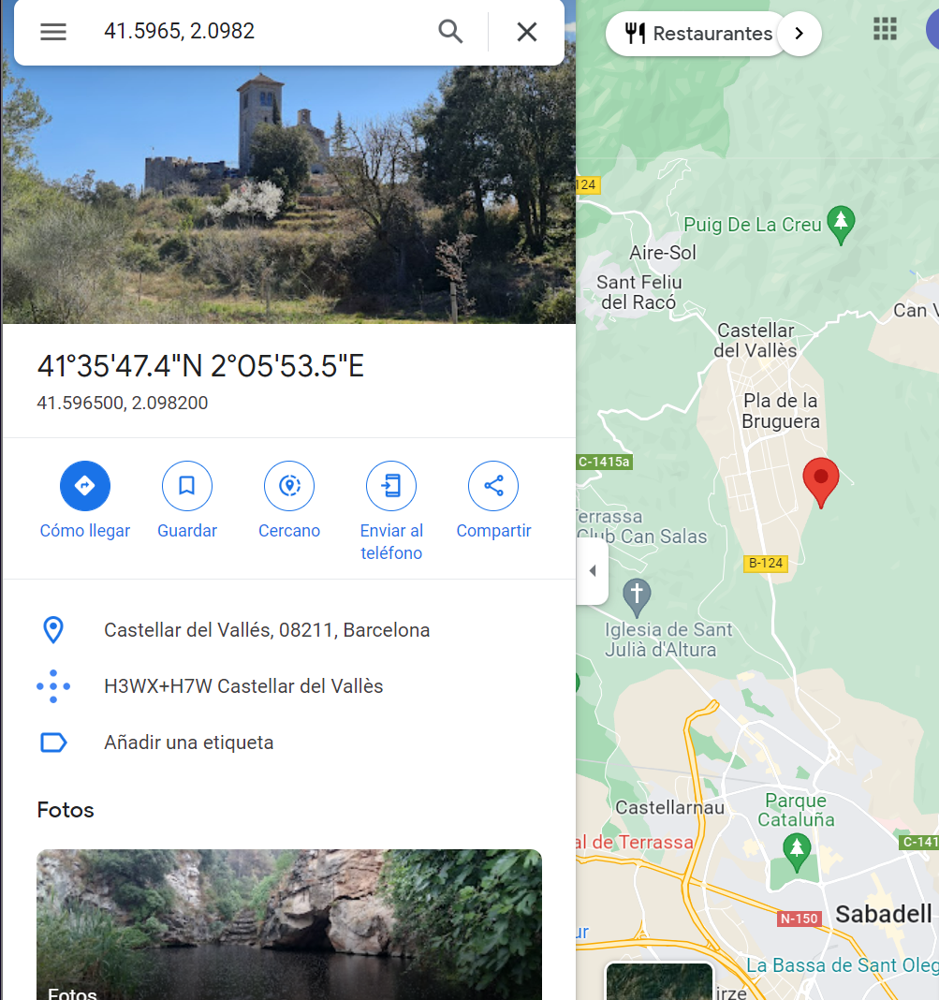 41.5965, 2.0982
41°35'47.4"N 2°05'53.5"E
41.596500, 2.098200
Cómo llegar
Guardar
Cercano
Enviar al
teléfono
Compartir
Castellar del Vallés, 08211, Barcelona
H3WX+H7W Castellar del Vallès
Añadir una etiqueta
Fotos
Fotos
Restaurantes
124
Puig De La Creu
Aire-Sol
Sant Feliu
del Racó
Can V
Castellar
del Vallès
Pla de la
Bruguera
C-1415a
Terrassa
Club Can Salas
B-124
Iglesia de Sant
Julià d'Altura
Castellarnau
Parque
Cataluña
al de Terrassa
C-141
N-150
Sabadell
ur
La Bassa de Sant Oleg
irze